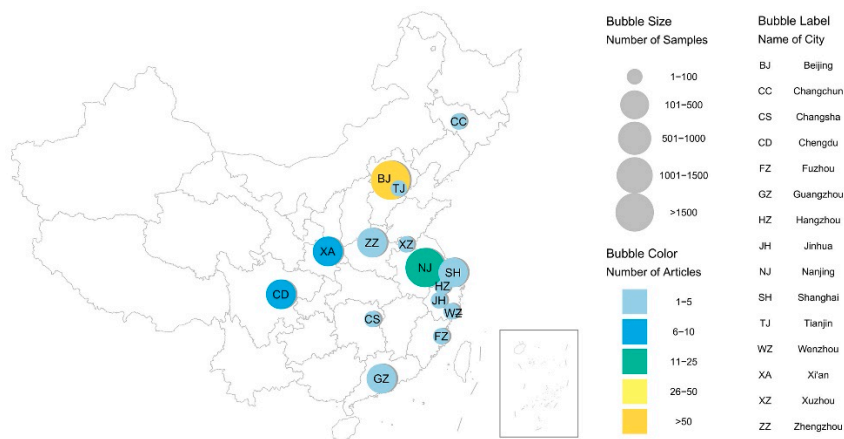 CC
BJ
TJ
ZZ
XZ
XA
NJ
SH
HZ
CD
JH
WZ
CS
FZ
GZ
Bubble Size
Number of Samples
1−100
101−500
501−1000
1001−1500
>1500
Bubble Color
Number of Articles
1−5
6−10
11−25
26−50
>50
Bubble Label
Name of City
BJ Beijing
CC Changchun
CS Changsha
CD Chengdu
FZ Fuzhou
GZ Guangzhou
HZ Hangzhou
JH Jinhua
NJ Nanjing
SH Shanghai
TJ Tianjin
WZ Wenzhou
XA Xi'an
XZ Xuzhou
ZZ Zhengzhou